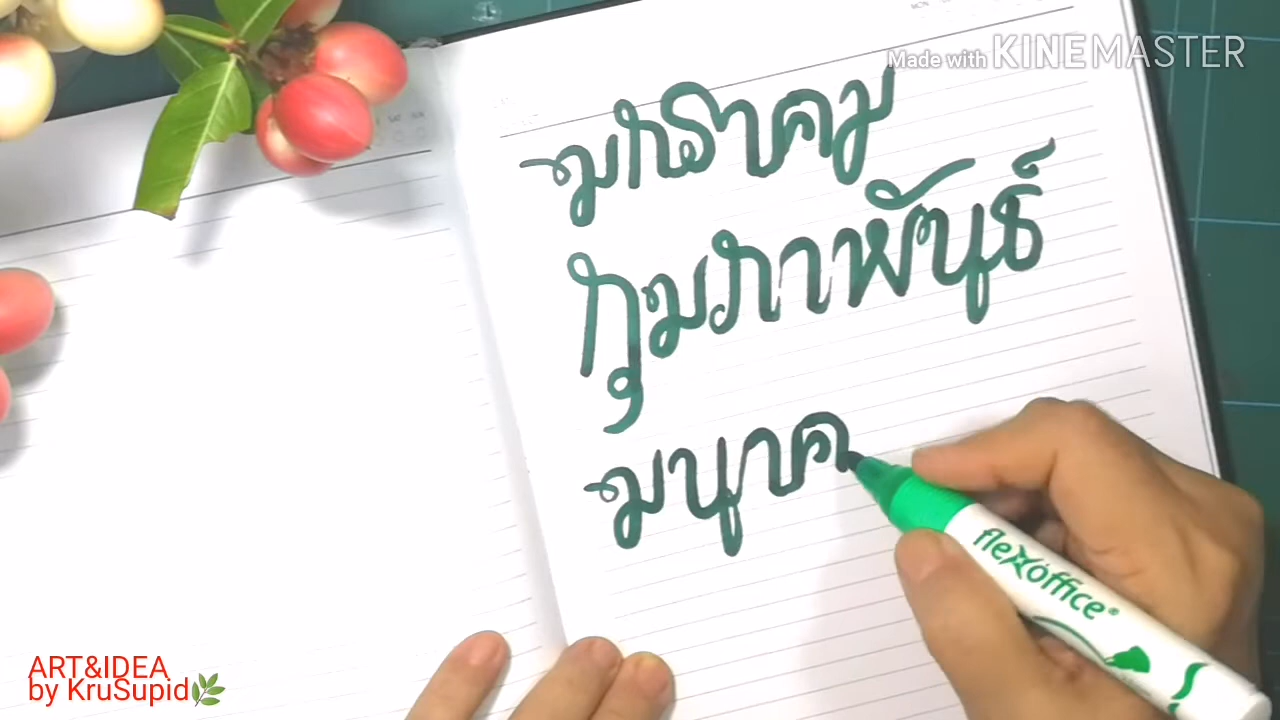 Made with KINEMASTER
มกราคม
กุมภาพันธ์
มีนาค
flexoffice
ART&IDEA
by KruSupid